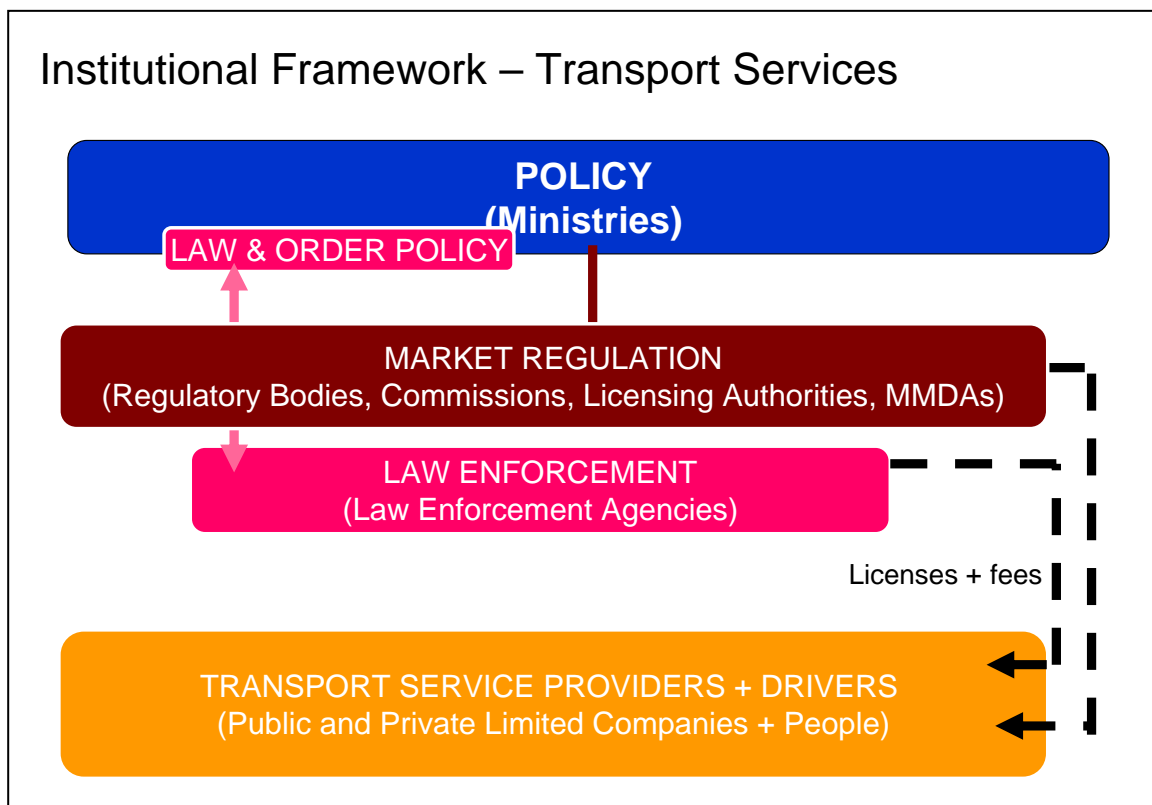 Institutional Framework – Transport Services
POLICY
(Ministries)
LAW & ORDER POLICY
MARKET REGULATION
(Regulatory Bodies, Commissions, Licensing Authorities, MMDAs)
LAW ENFORCEMENT
(Law Enforcement Agencies)
Licenses + fees
TRANSPORT SERVICE PROVIDERS + DRIVERS
(Public and Private Limited Companies + People)